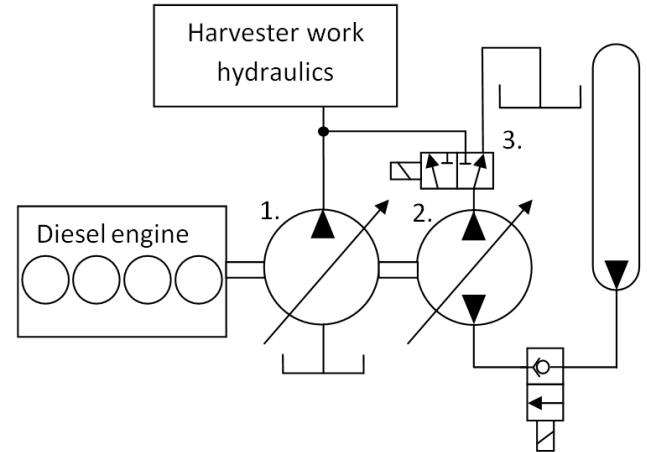 Harvester work
hydraulics
3.
1.
2.
Diesel engine